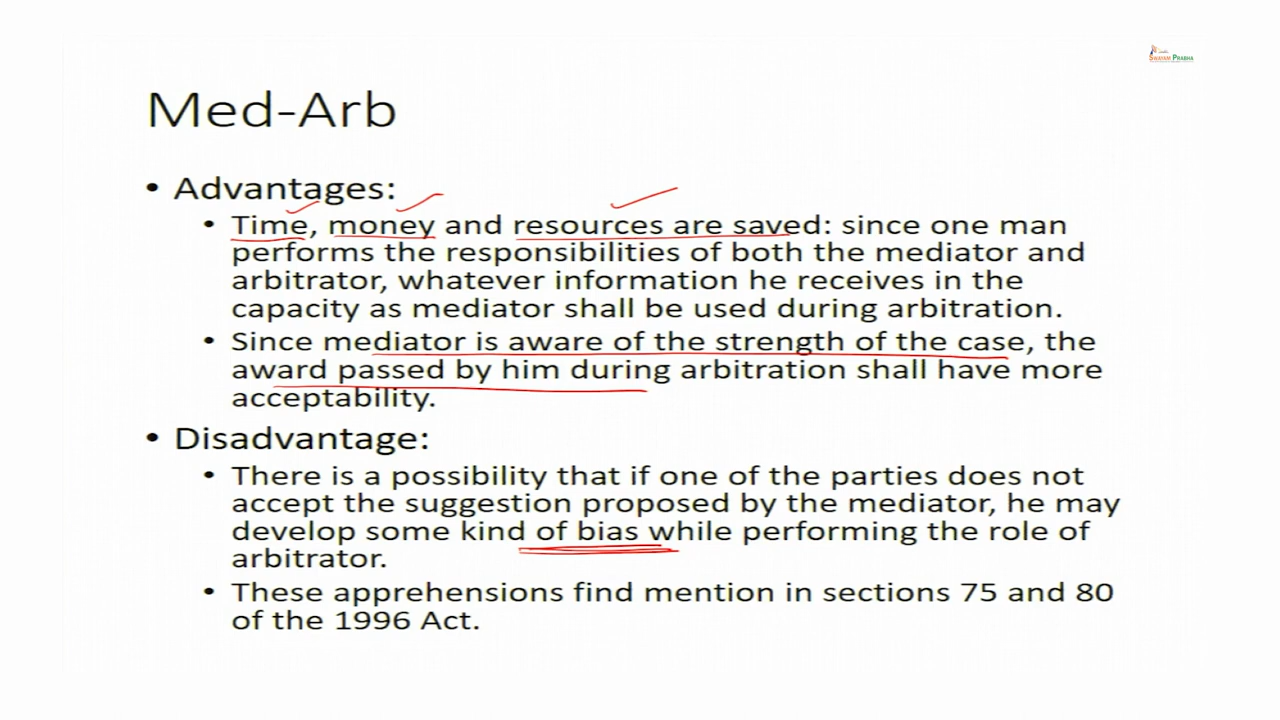 SWAYAM PRABHA
Med-Arb
• Advantages:
• Time, money and resources are saved: since one man
performs the responsibilities of both the mediator and
arbitrator, whatever information he receives in the
capacity as mediator shall be used during arbitration.
• Since mediator is aware of the strength of the case, the
award passed by him during arbitration shall have more
acceptability.
• Disadvantage:
• There is a possibility that if one of the parties does not
accept the suggestion proposed by the mediator, he may
develop some kind of bias while performing the role of
arbitrator.
• These apprehensions find mention in sections 75 and 80
of the 1996 Act.